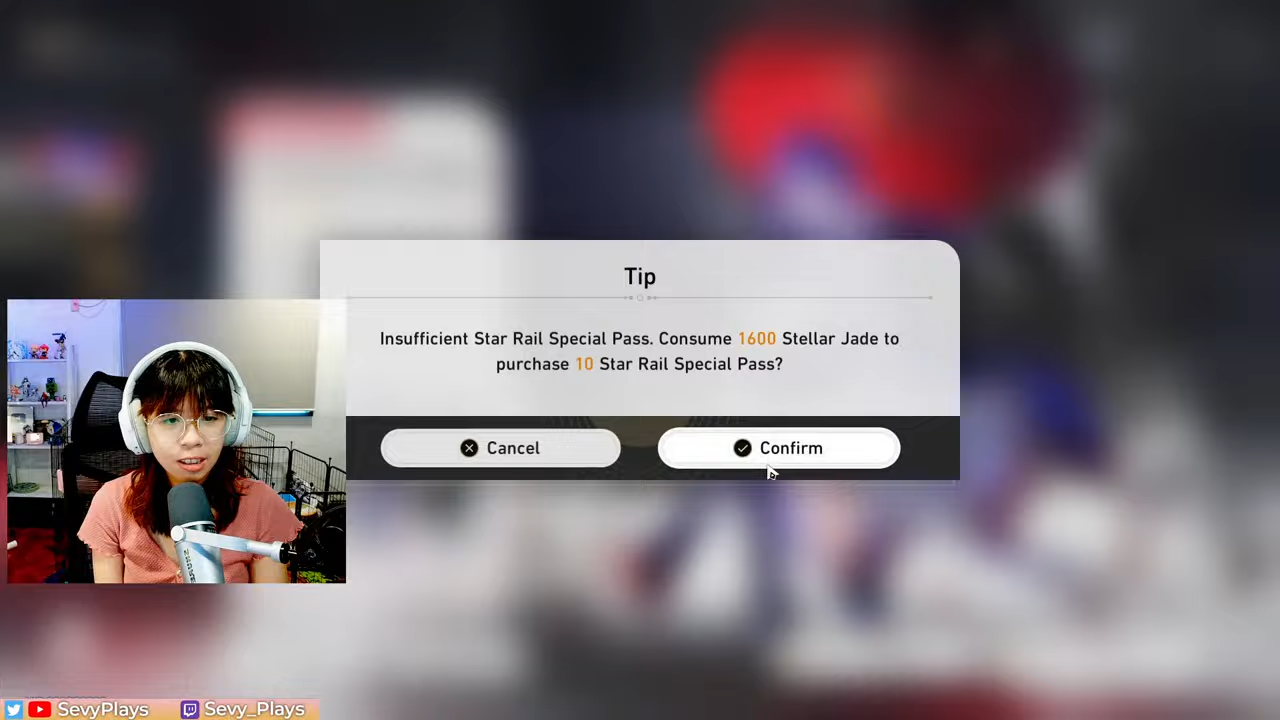 Tip
Insufficient Star Rail Special Pass. Consume 1600 Stellar Jade to
purchase 10 Star Rail Special Pass?
Cancel
Confirm
SevyPlays
Sevy_Plays